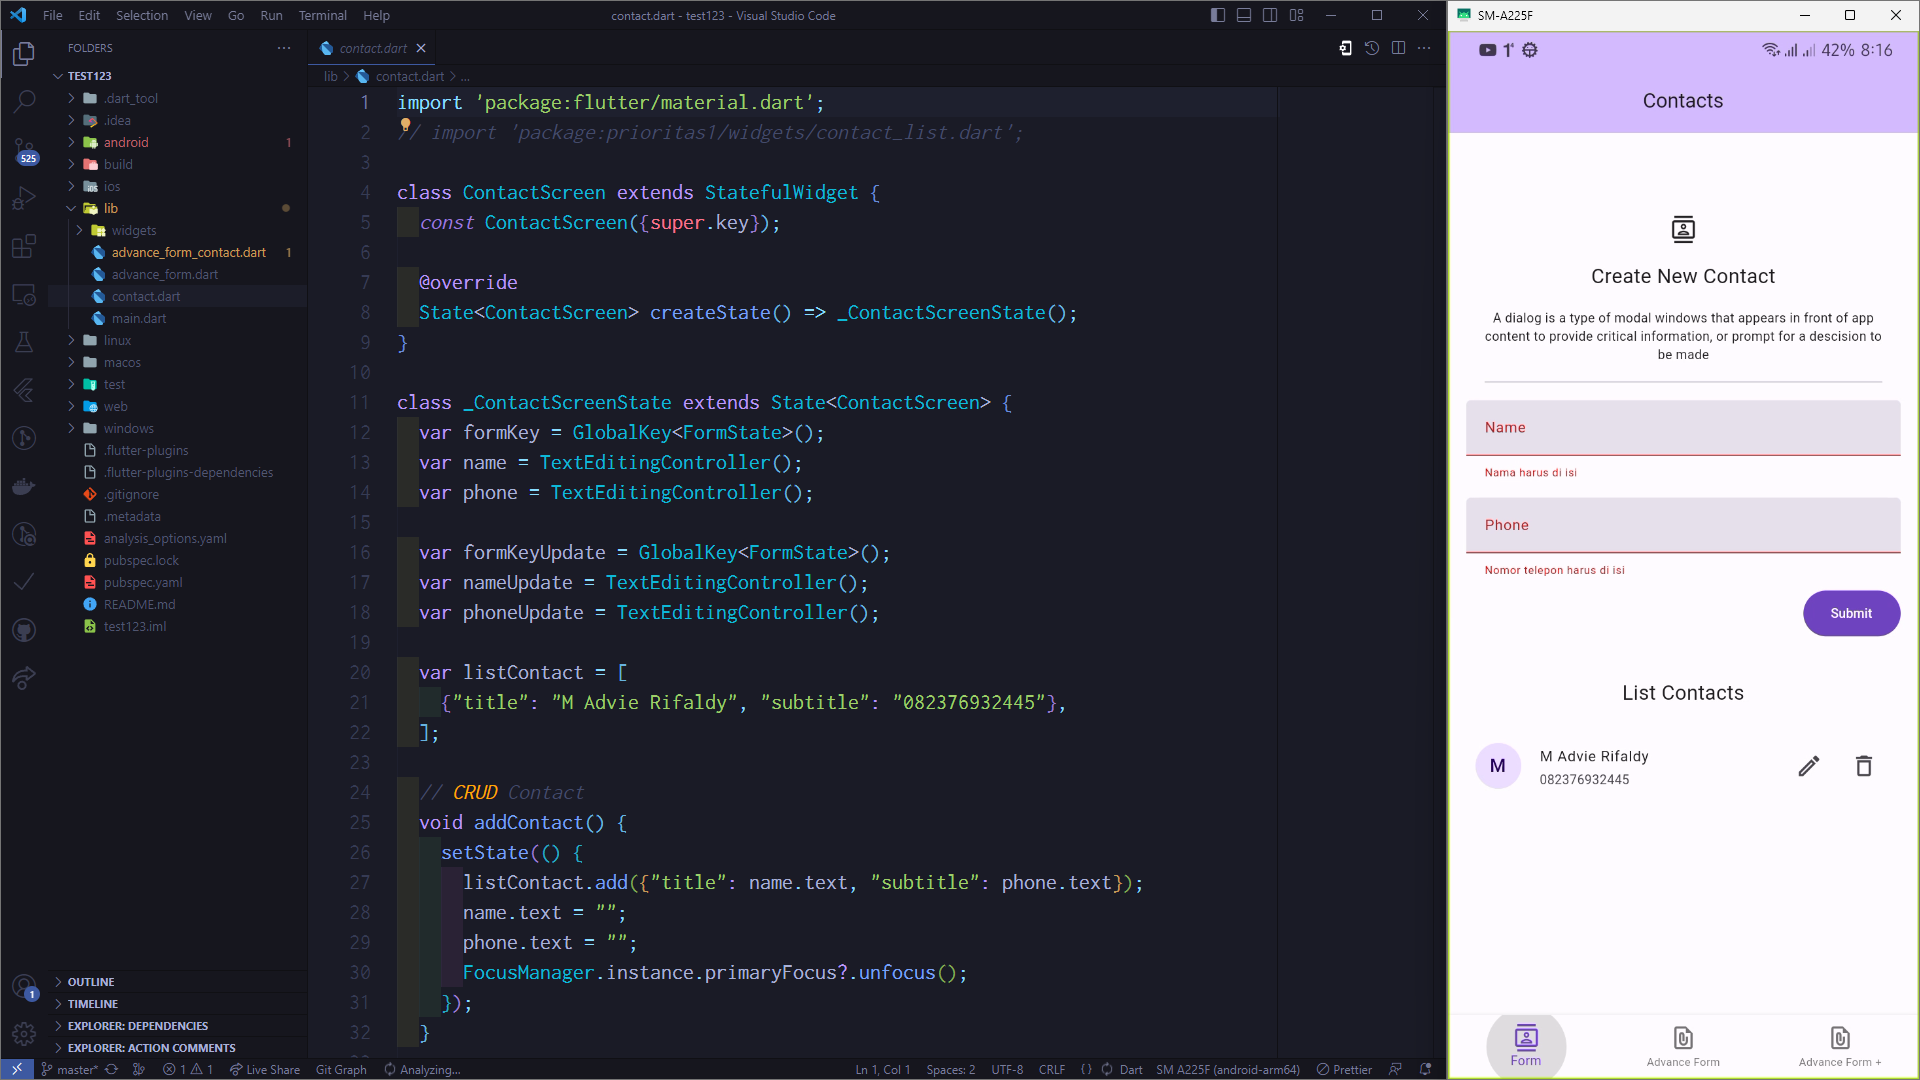 File Edit Selection View Go Run Terminal Help
contact.dart - test123 - Visual Studio Code
FOLDERS
TEST123
.dart_tool
.idea
android 1
build
ios
lib
widgets
advance_form_contact.dart 1
advance_form.dart
contact.dart
main.dart
linux
macos
test
web
windows
.flutter-plugins
.flutter-plugins-dependencies
.gitignore
.metadata
analysis_options.yaml
pubspec.lock
pubspec.yaml
README.md
test123.iml
OUTLINE
TIMELINE
EXPLORER: DEPENDENCIES
EXPLORER: ACTION COMMENTS
525
1
contact.dart
lib > contact.dart > ...
1 import 'package:flutter/material.dart';
2 // import 'package:prioritas1/widgets/contact_list.dart';
3
4 class ContactScreen extends StatefulWidget {
5 const ContactScreen({super.key});
6
7 @override
8 State<ContactScreen> createState() => _ContactScreenState();
9 }
10
11 class _ContactScreenState extends State<ContactScreen> {
12 var formKey = GlobalKey<FormState>();
13 var name = TextEditingController();
14 var phone = TextEditingController();
15
16 var formKeyUpdate = GlobalKey<FormState>();
17 var nameUpdate = TextEditingController();
18 var phoneUpdate = TextEditingController();
19
20 var listContact = [
21 {"title": "M Advie Rifaldy", "subtitle": "082376932445"},
22 ];
23
24 // CRUD Contact
25 void addContact() {
26 setState(() {
27 listContact.add({"title": name.text, "subtitle": phone.text});
28 name.text = "";
29 phone.text = "";
30 FocusManager.instance.primaryFocus?.unfocus();
31 });
32 }
master* 1 1 Live Share Git Graph Analyzing...
Ln 1, Col 1 Spaces: 2 UTF-8 CRLF {} Dart SM A225F (android-arm64) Prettier
SM-A225F
42% 8:16
Contacts
Create New Contact
A dialog is a type of modal windows that appears in front of app
content to provide critical information, or prompt for a descision to
be made
Name
Nama harus di isi
Phone
Nomor telepon harus di isi
Submit
List Contacts
M
M Advie Rifaldy
082376932445
Form
Advance Form
Advance Form +